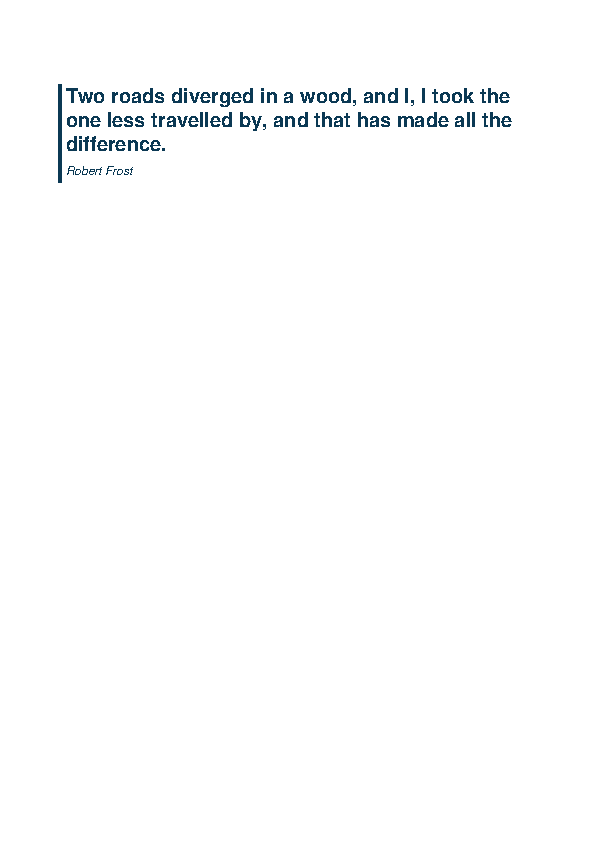 Two roads diverged in a wood, and I, I took the
one less travelled by, and that has made all the
difference.
Robert Frost